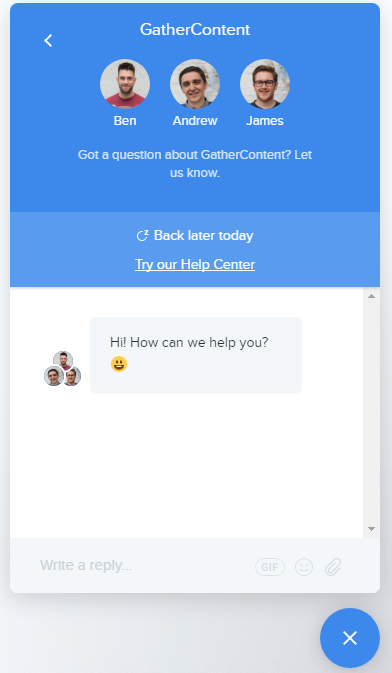 GatherContent
Ben Andrew James
Got a question about GatherContent? Let
us know.
Back later today
Try our Help Center
Hi! How can we help you?
Write a reply...
GIF